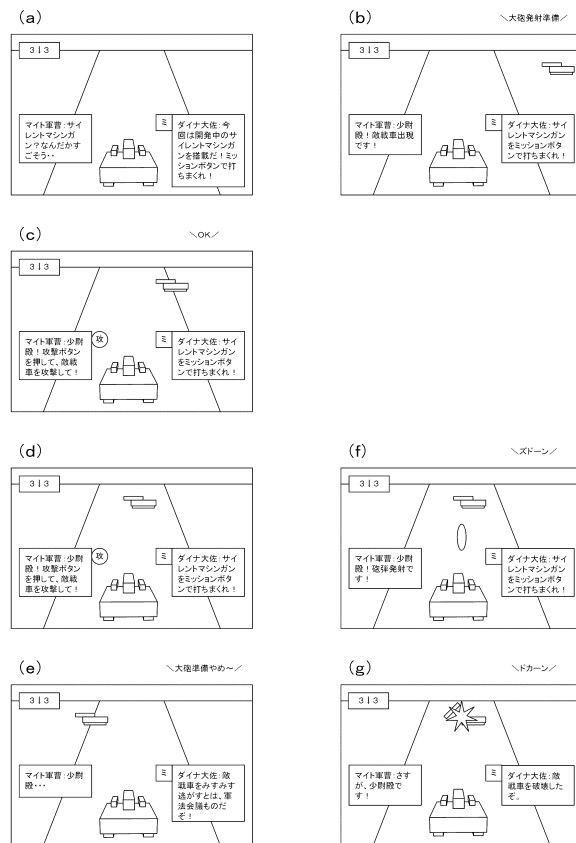 (a)
3↓3
マイト軍曹：サイ
レントマシンガ
ン？なんだかす
ごそう・・
ミ
ダイナ大佐：今
回は開発中のサ
イレントマシンガ
ンを搭載だ！ミッ
ションボタンで打
ちまくれ！
(b)
＼大砲発射準備／
3↓3
マイト軍曹：少尉
殿！敵戦車出現
です！
ミ
ダイナ大佐：サイ
レントマシンガン
をミッションボタ
ンで打ちまくれ！
(c)
＼OK／
3↓3
マイト軍曹：少尉
殿！攻撃ボタン
を押して、敵戦
車を攻撃して！
攻
ミ
ダイナ大佐：サイ
レントマシンガン
をミッションボタ
ンで打ちまくれ！
(d)
3↓3
マイト軍曹：少尉
殿！攻撃ボタン
を押して、敵戦
車を攻撃して！
攻
ミ
ダイナ大佐：サイ
レントマシンガン
をミッションボタ
ンで打ちまくれ！
(f)
＼ズドーン／
3↓3
マイト軍曹：少尉
殿！砲弾発射で
す！
ミ
ダイナ大佐：サイ
レントマシンガン
をミッションボタ
ンで打ちまくれ！
(e)
＼大砲準備やめ～／
3↓3
マイト軍曹：少尉
殿・・・
ミ
ダイナ大佐：敵
戦車をみすみす
逃がすとは、軍
法会議ものだ
ぞ！
(g)
＼ドカーン／
3↓3
マイト軍曹：さす
が、少尉殿で
す！
ミ
ダイナ大佐：敵
戦車を破壊した
ぞ。